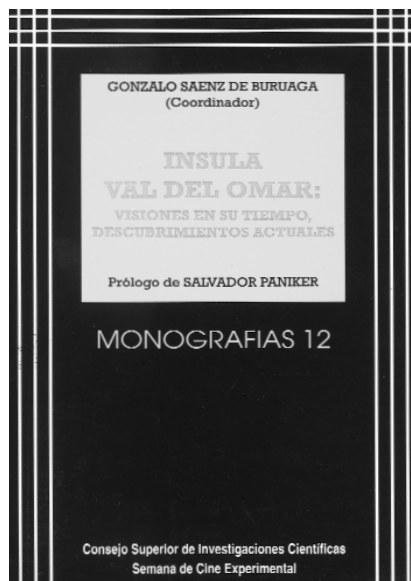 GONZALO SAENZ DE BURUAGA
(Coordinador)
INSULA
VAL DEL OMAR:
VISIONES EN SU TIEMPO,
DESCUBRIMIENTOS ACTUALES
Prólogo de SALVADOR PANIKER
MONOGRAFIAS 12
Consejo Superior de Investigaciones Científicas
Semana de Cine Experimental